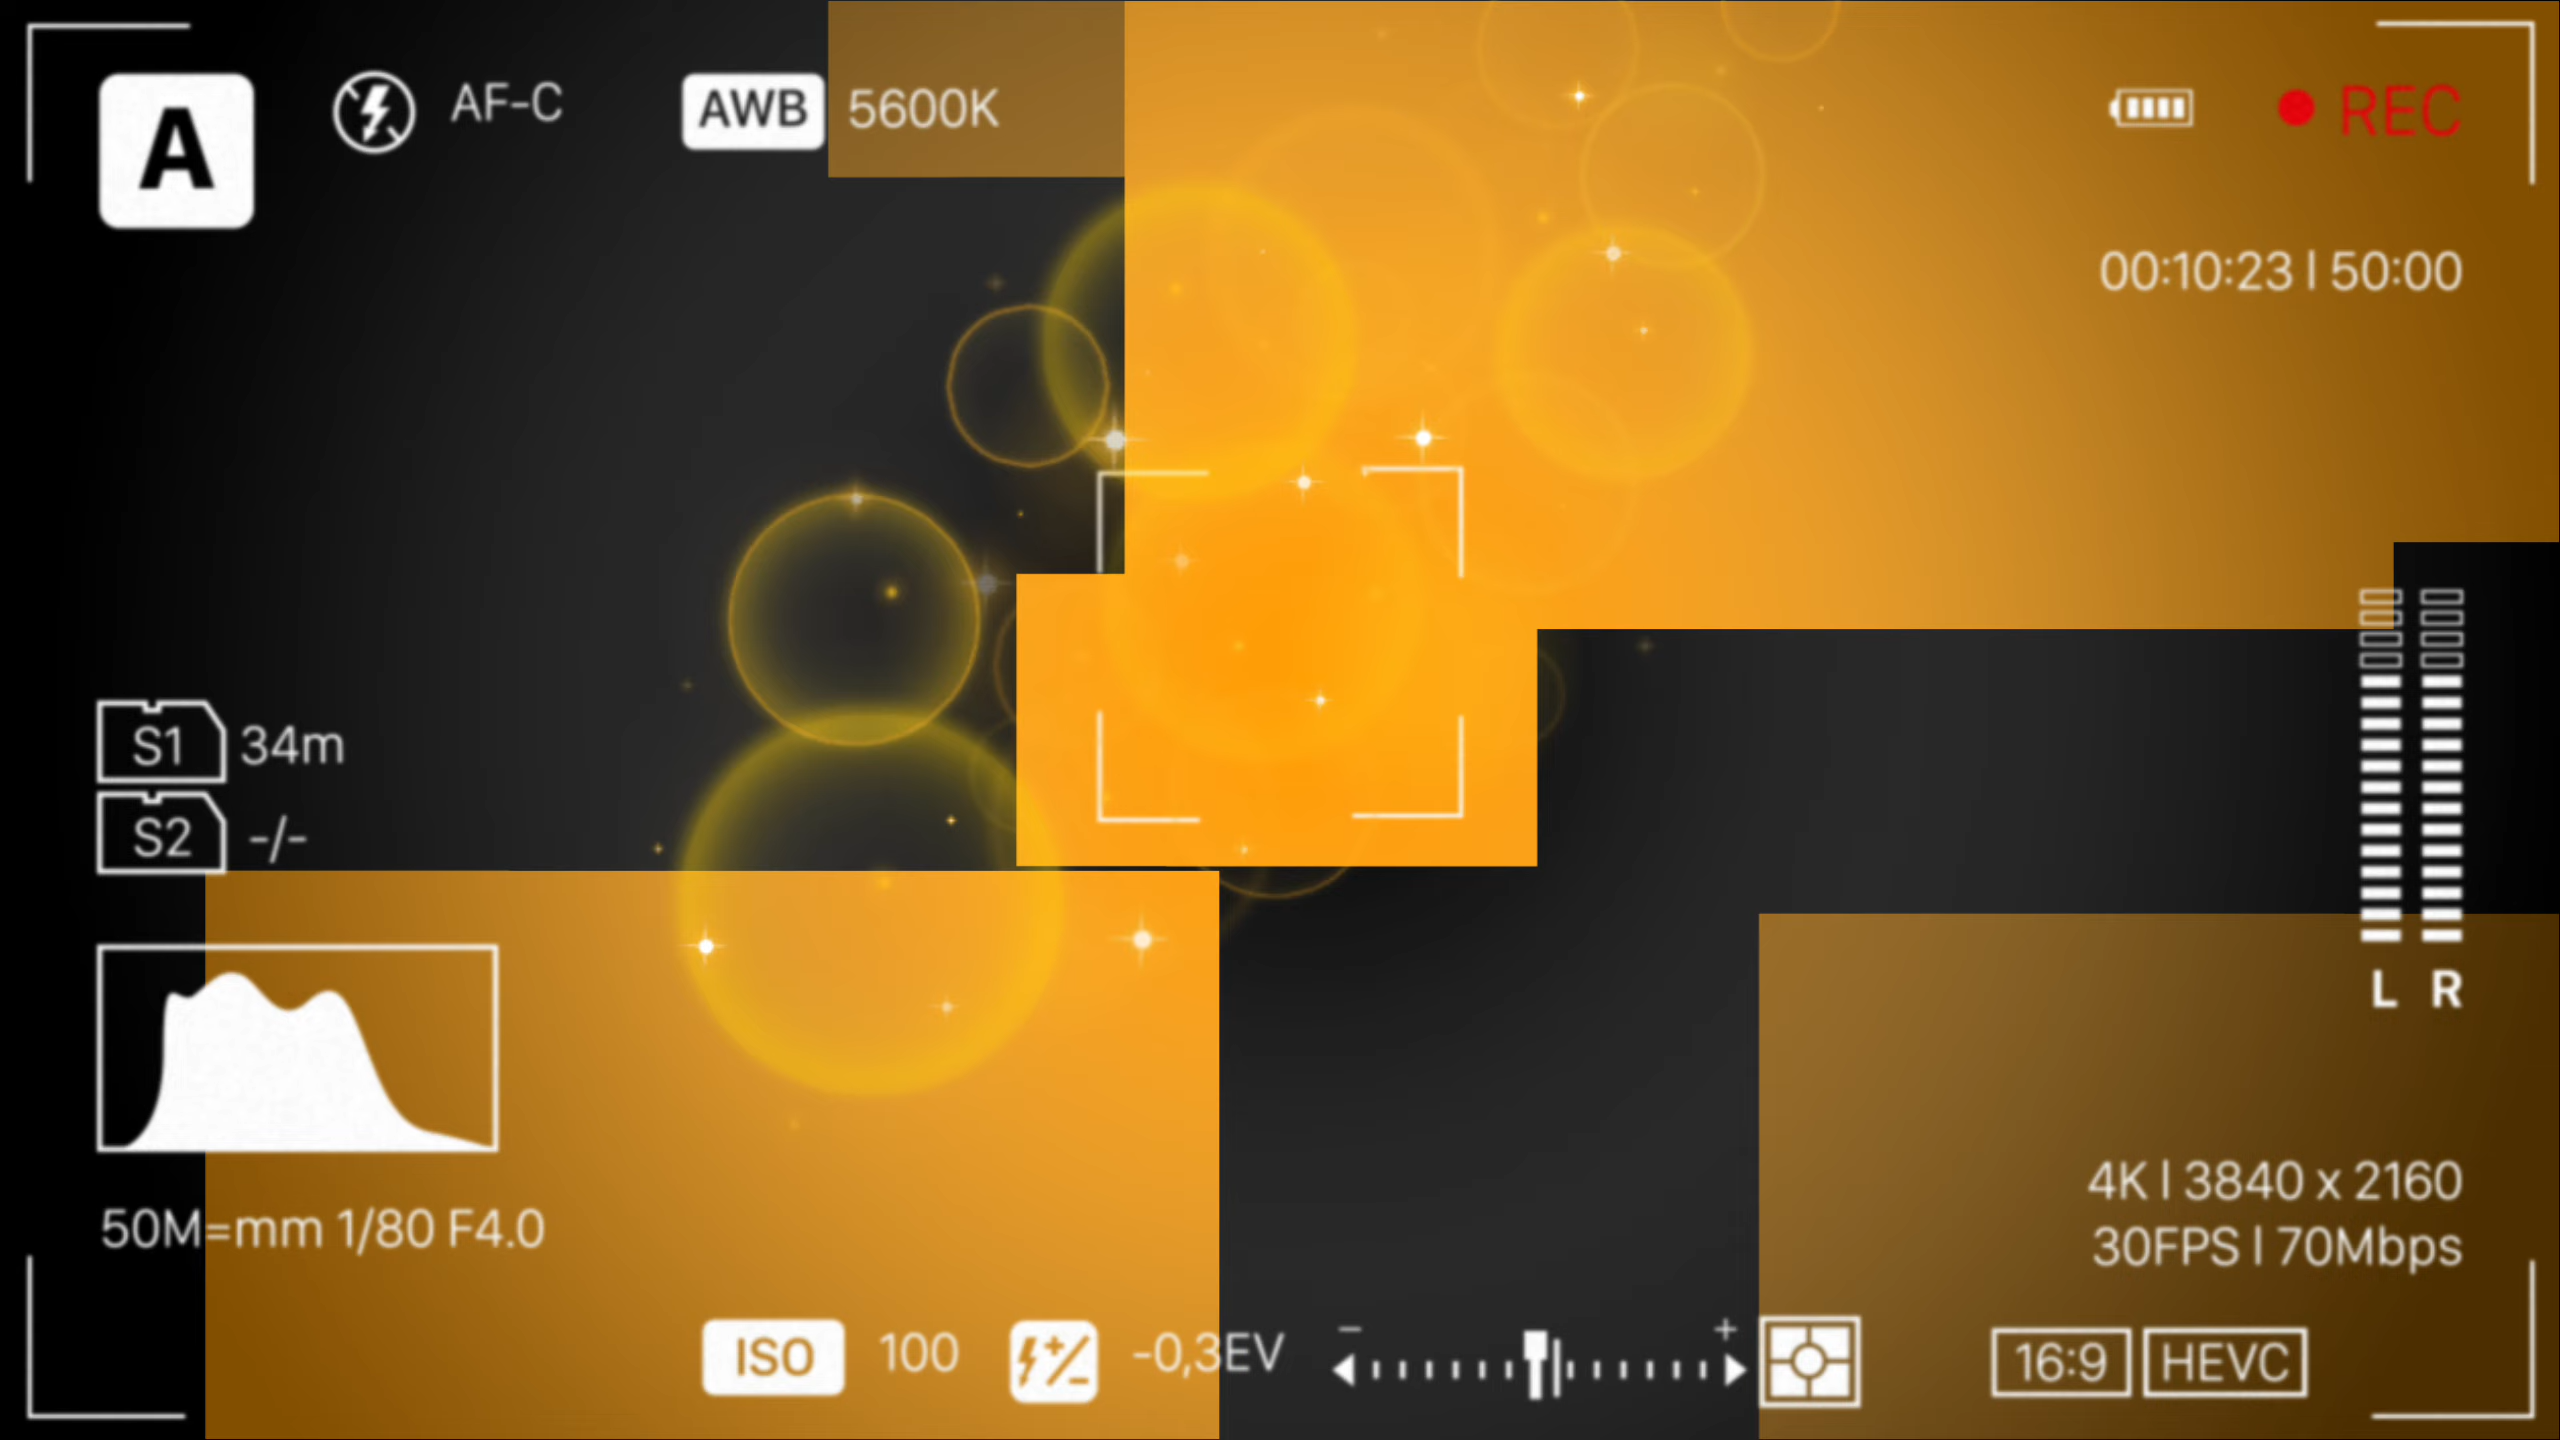 A AF-C AWB 5600K REC
00:10:23 | 50:00
S1 34m
S2 -/-
L R
4K | 3840 x 2160
50M=mm 1/80 F4.0
30FPS | 70Mbps
ISO 100 -0,3EV - + 16:9 HEVC